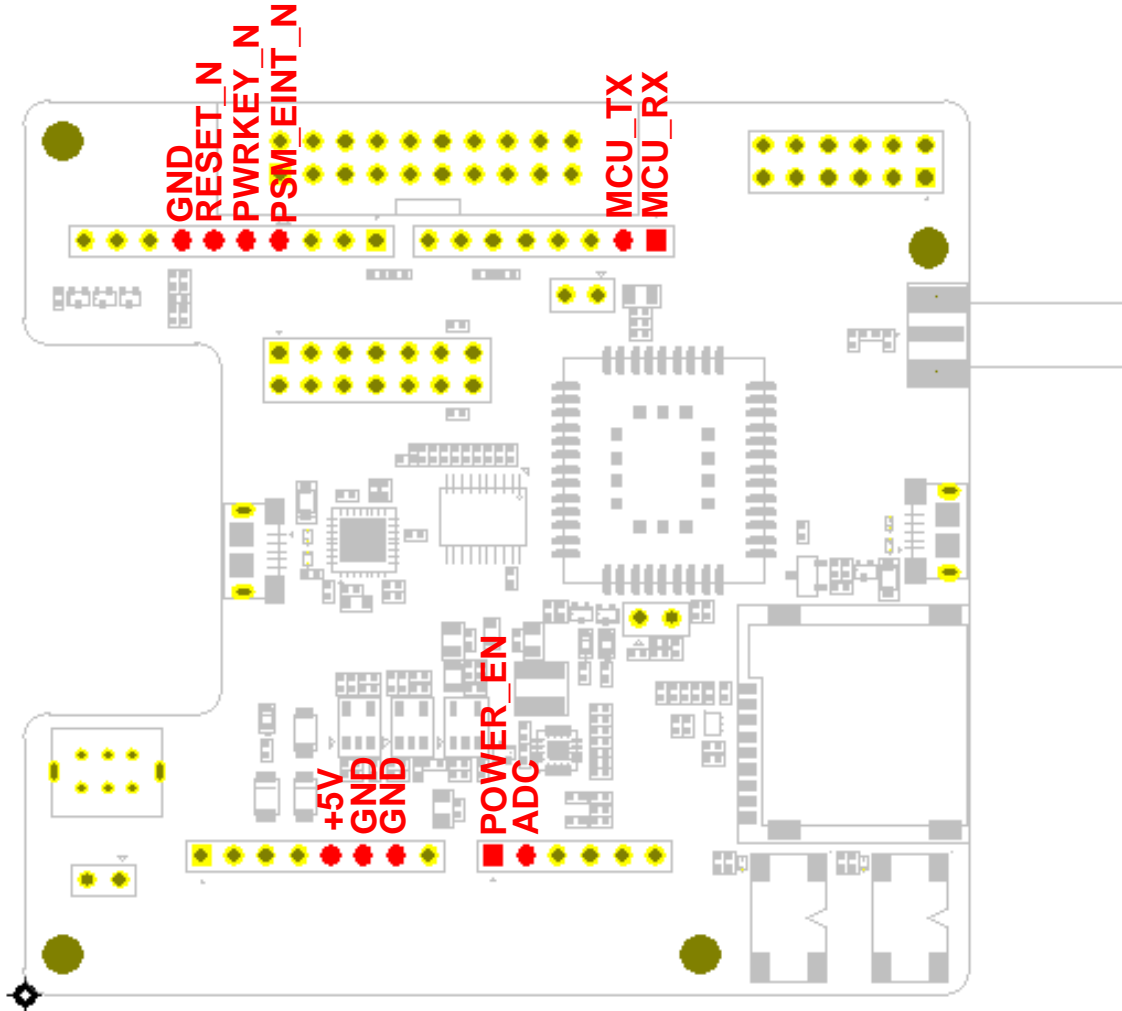 GND
RESET_N
PWRKEY_N
PSM_EINT_N
MCU_TX
MCU_RX
+5V
GND
GND
POWER_EN
ADC